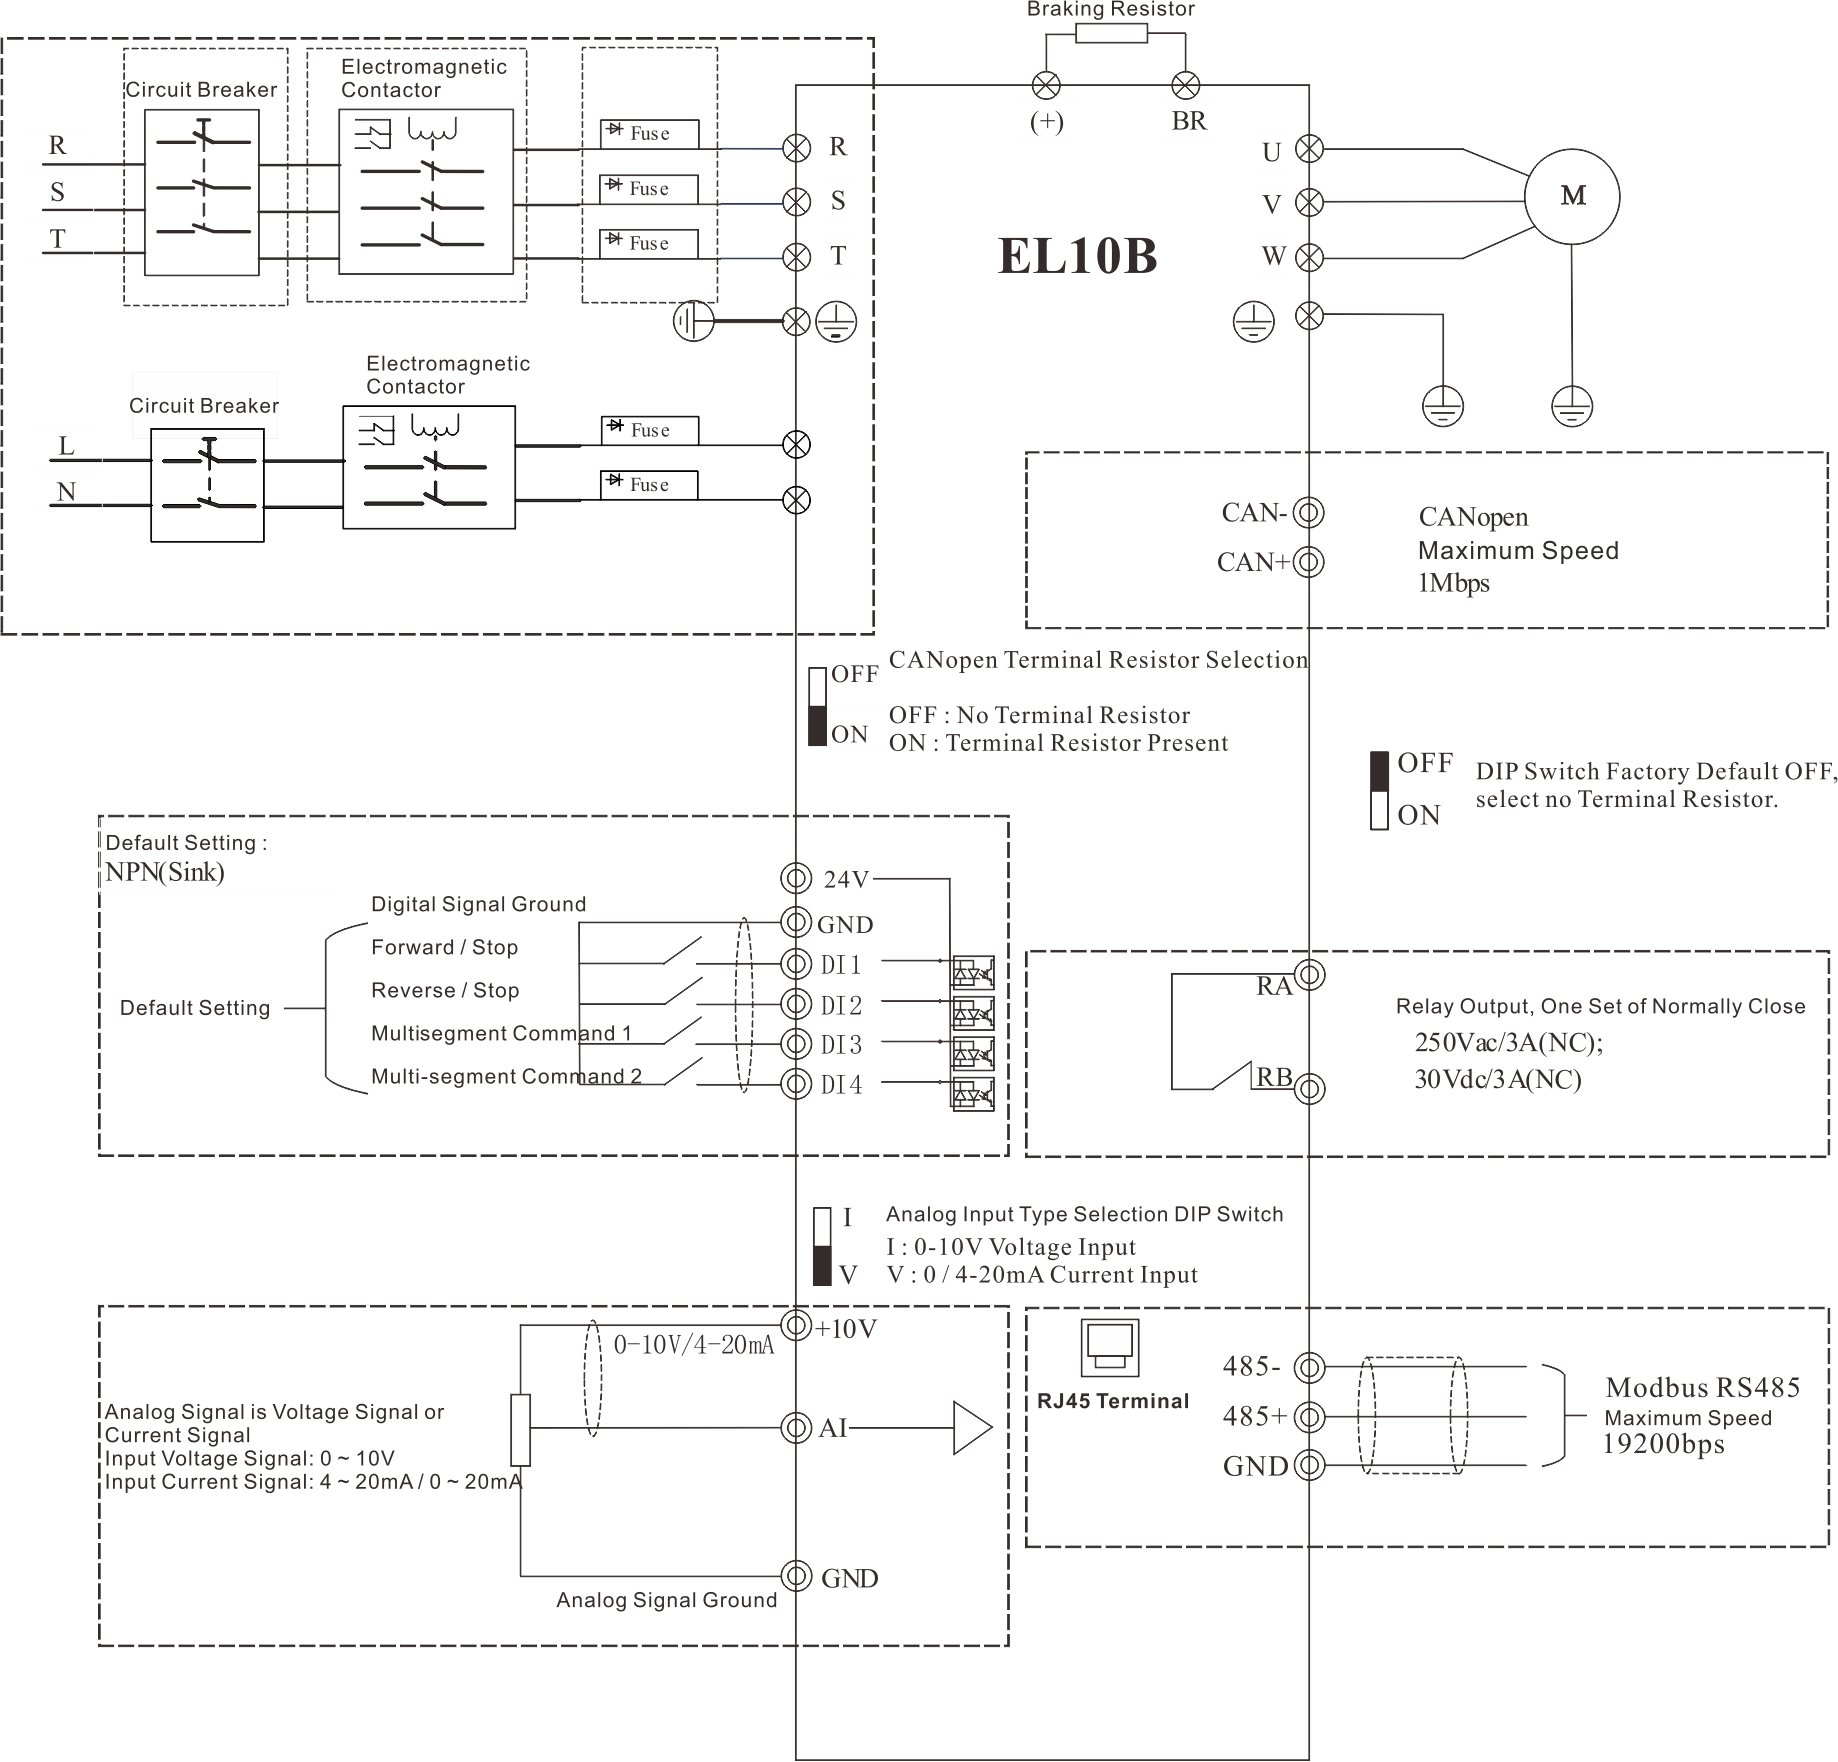 Braking Resistor
(+)
BR
Circuit Breaker
Electromagnetic
Contactor
R
S
T
Fuse
Fuse
Fuse
R
S
T
EL10B
U
V
W
M
Circuit Breaker
Electromagnetic
Contactor
L
N
Fuse
Fuse
CAN-
CAN+
CANopen
Maximum Speed
1Mbps
OFF
ON
CANopen Terminal Resistor Selection
OFF : No Terminal Resistor
ON : Terminal Resistor Present
OFF
ON
DIP Switch Factory Default OFF,
select no Terminal Resistor.
Default Setting :
NPN(Sink)
Default Setting
Digital Signal Ground
Forward / Stop
Reverse / Stop
Multisegment Command 1
Multi-segment Command 2
24V
GND
DI1
DI2
DI3
DI4
RA
RB
Relay Output, One Set of Normally Close
250Vac/3A(NC);
30Vdc/3A(NC)
I
V
Analog Input Type Selection DIP Switch
I : 0-10V Voltage Input
V : 0 / 4-20mA Current Input
+10V
0-10V/4-20mA
AI
GND
Analog Signal is Voltage Signal or
Current Signal
Input Voltage Signal: 0 ~ 10V
Input Current Signal: 4 ~ 20mA / 0 ~ 20mA
Analog Signal Ground
RJ45 Terminal
485-
485+
GND
Modbus RS485
Maximum Speed
19200bps